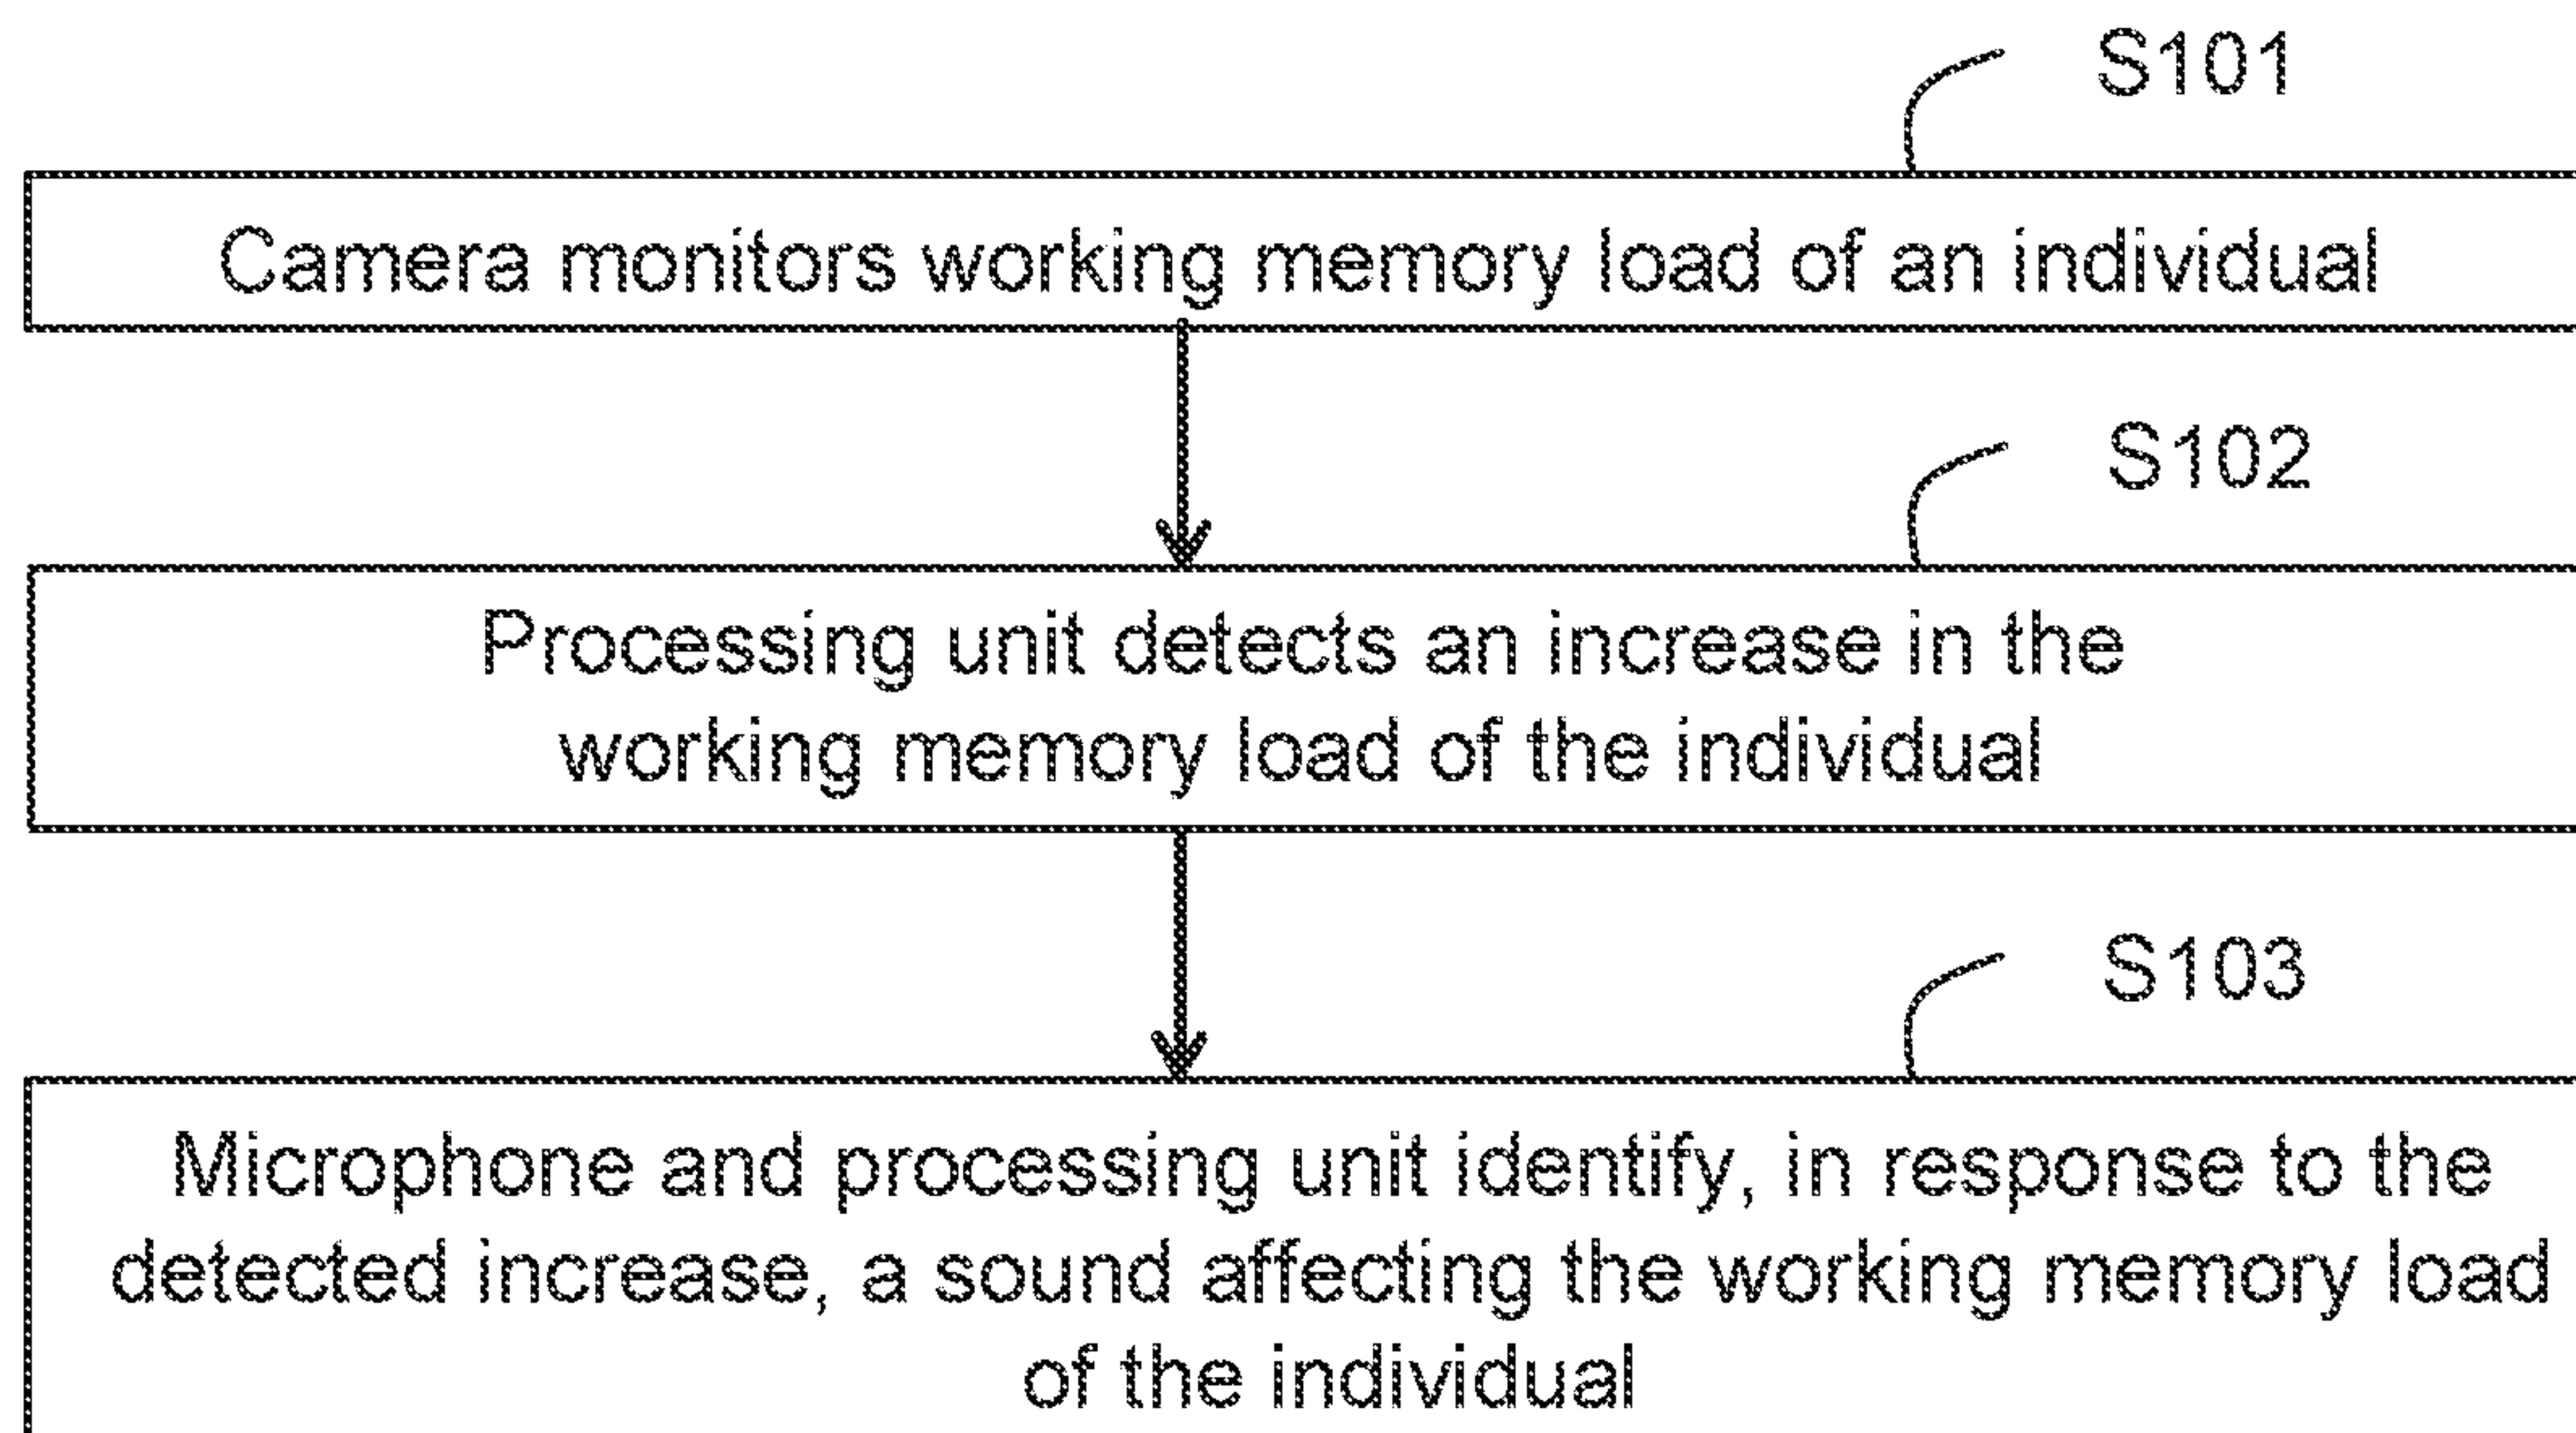 S101
Camera monitors working memory load of an individual
S102
Processing unit detects an increase in the
working memory load of the individual
S103
Microphone and processing unit identify, in response to the
detected increase, a sound affecting the working memory load
of the individual